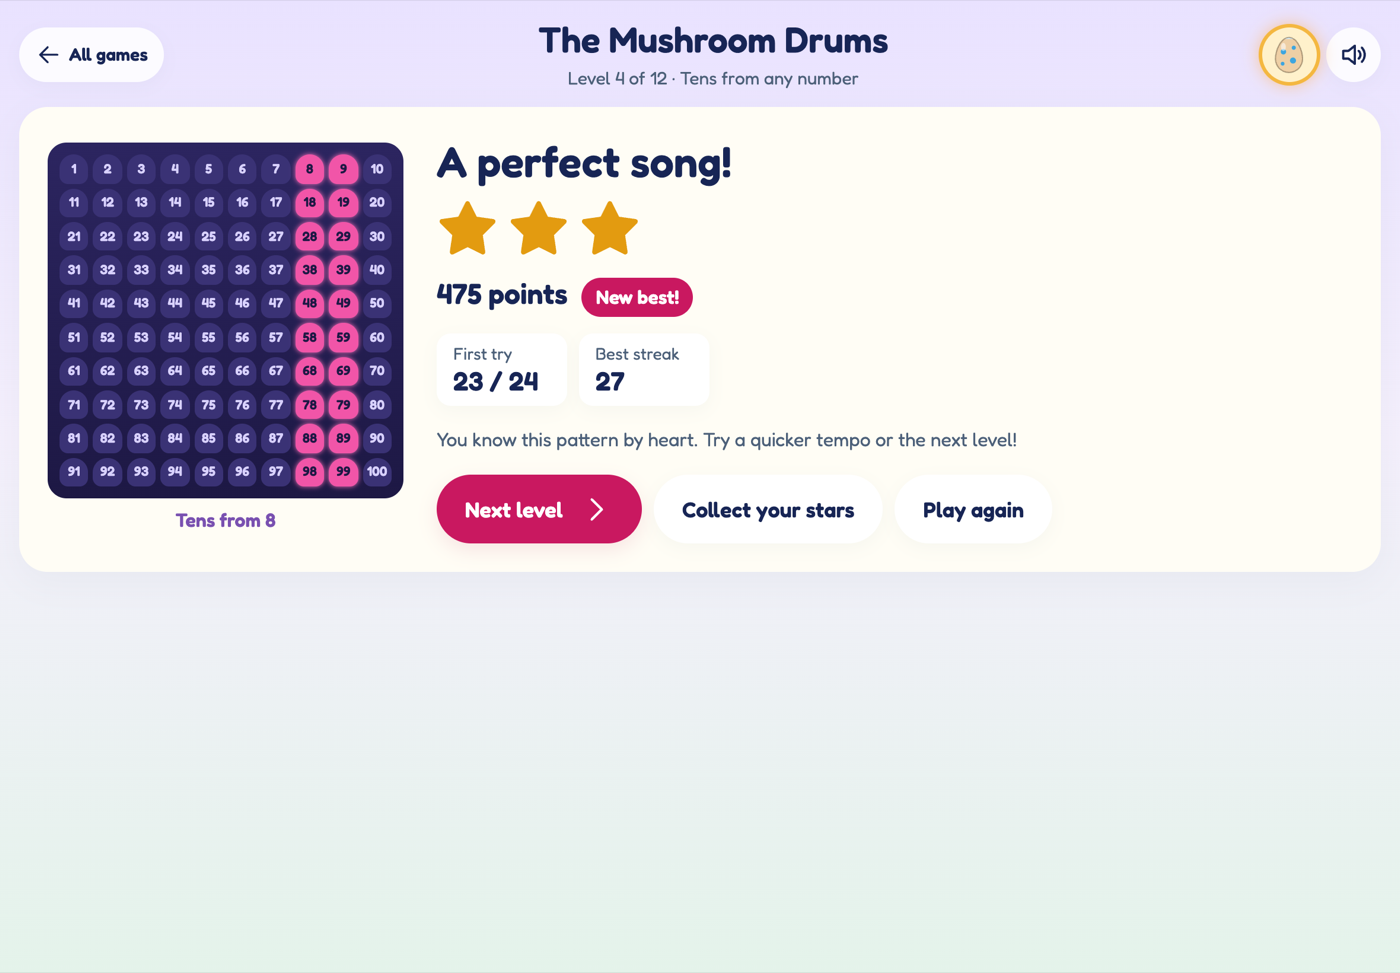 All games
The Mushroom Drums
Level 4 of 12 · Tens from any number
1 2 3 4 5 6 7 8 9 10
11 12 13 14 15 16 17 18 19 20
21 22 23 24 25 26 27 28 29 30
31 32 33 34 35 36 37 38 39 40
41 42 43 44 45 46 47 48 49 50
51 52 53 54 55 56 57 58 59 60
61 62 63 64 65 66 67 68 69 70
71 72 73 74 75 76 77 78 79 80
81 82 83 84 85 86 87 88 89 90
91 92 93 94 95 96 97 98 99 100
Tens from 8
A perfect song!
475 points New best!
First try Best streak
23 / 24 27
You know this pattern by heart. Try a quicker tempo or the next level!
Next level Collect your stars Play again